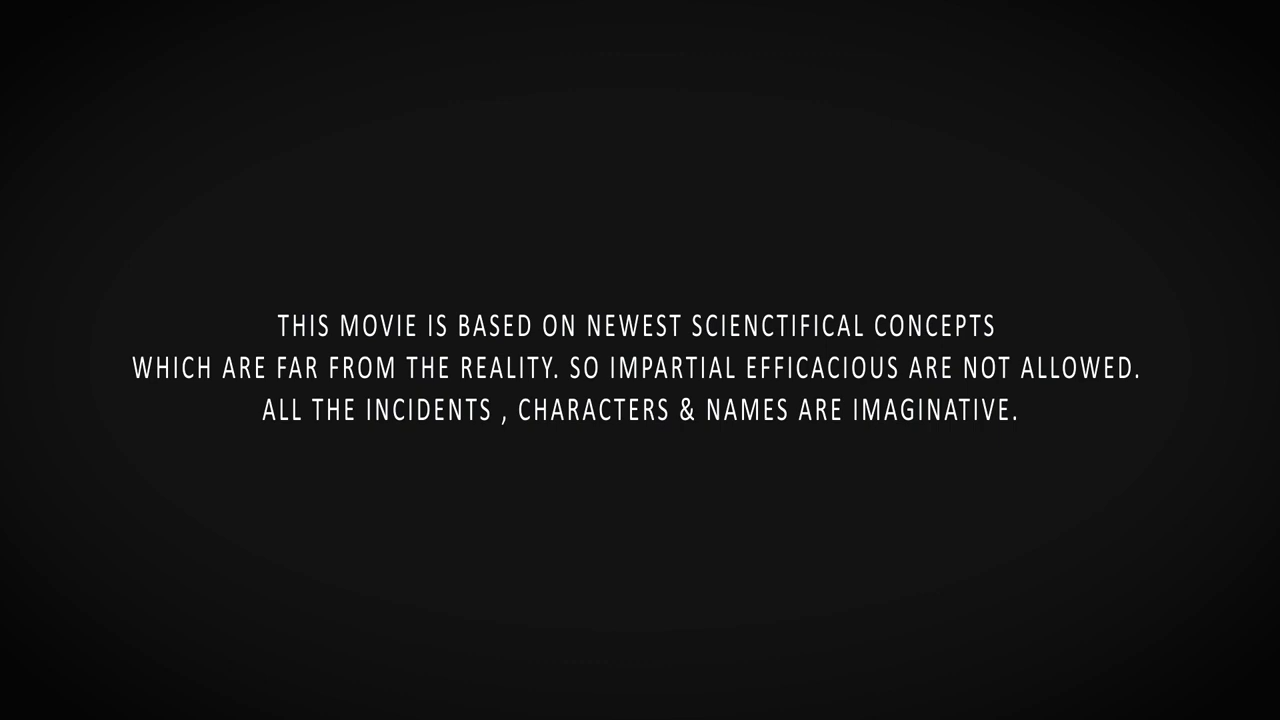 THIS MOVIE IS BASED ON NEWEST SCIENCTIFICAL CONCEPTS
WHICH ARE FAR FROM THE REALITY. SO IMPARTIAL EFFICACIOUS ARE NOT ALLOWED.
ALL THE INCIDENTS , CHARACTERS & NAMES ARE IMAGINATIVE.